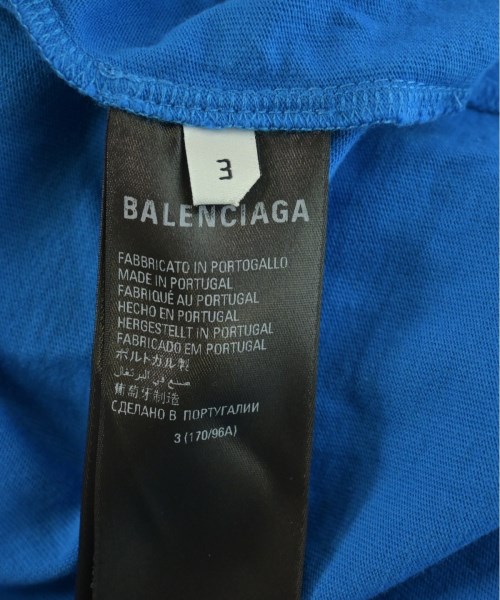 3
BALENCIAGA
FABBRICATO IN PORTOGALLO
MADE IN PORTUGAL
FABRIQUÉ AU PORTUGAL
HECHO EN PORTUGAL
HERGESTELLT IN PORTUGAL
FABRICADO EM PORTUGAL
ポルトガル製
صنع في البرتغال
葡萄牙制造
СДЕЛАНО В ПОРТУГАЛИИ
3 (170/96A)